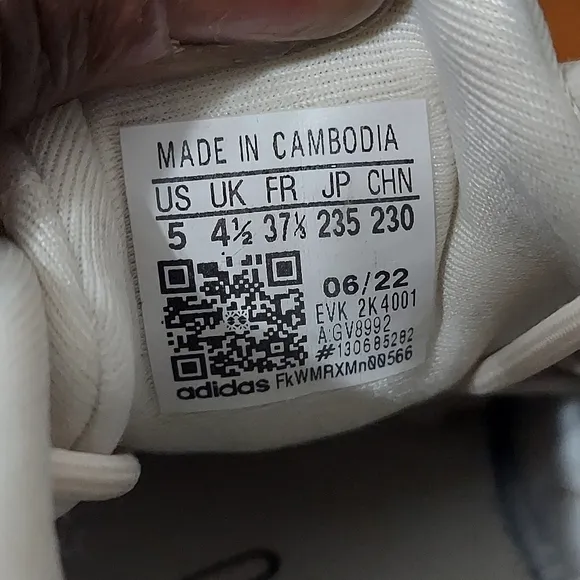 MADE IN CAMBODIA
US UK FR JP CHN
5 4½ 37⅓ 235 230
06/22
EVK 2K4001
A:GV8992
#130685282
adidas FkWMRXMn00566